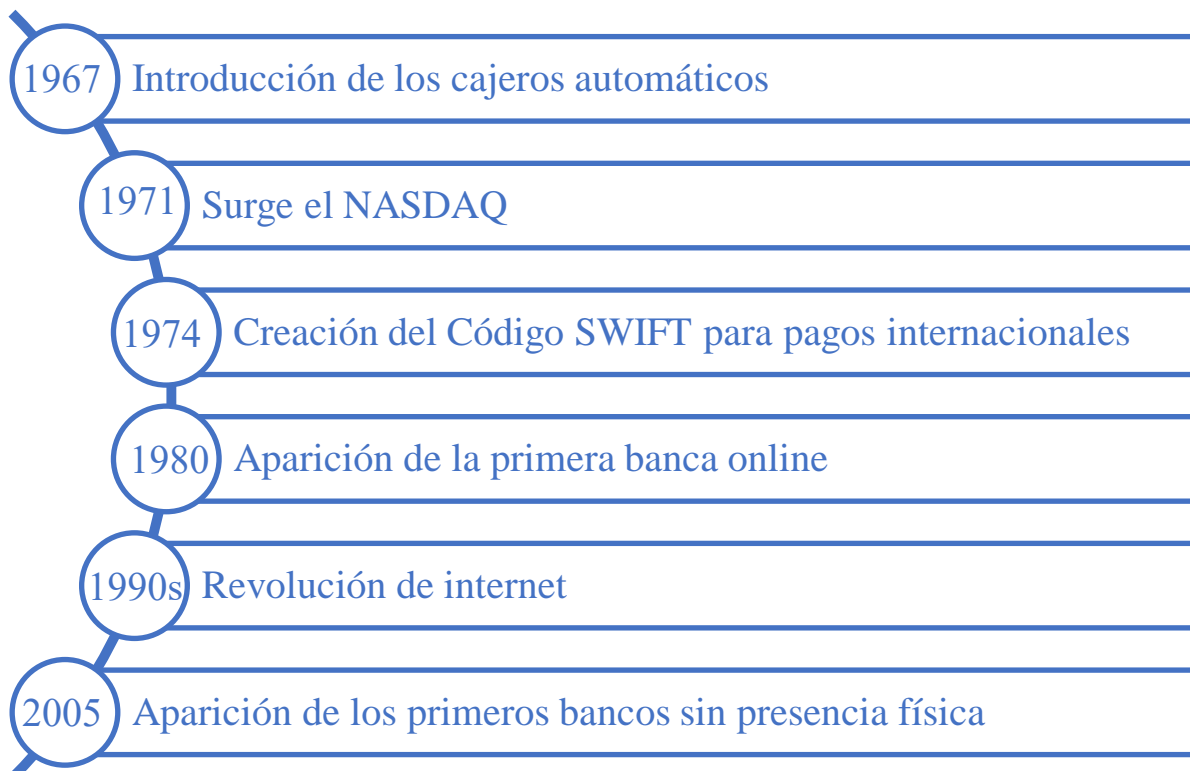 1967 Introducción de los cajeros automáticos
1971 Surge el NASDAQ
1974 Creación del Código SWIFT para pagos internacionales
1980 Aparición de la primera banca online
1990s Revolución de internet
2005 Aparición de los primeros bancos sin presencia física